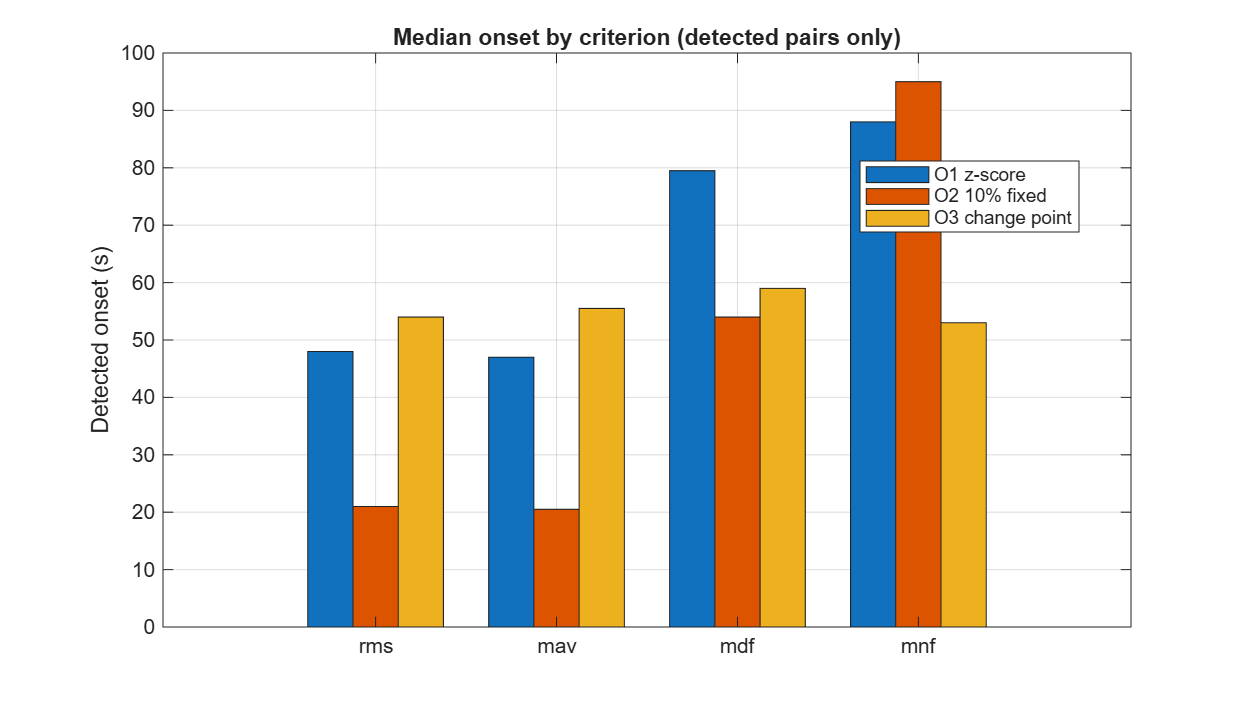 Median onset by criterion (detected pairs only)
Detected onset (s)
100
90
80
70
60
50
40
30
20
10
0
rms mav mdf mnf
O1 z-score
O2 10% fixed
O3 change point